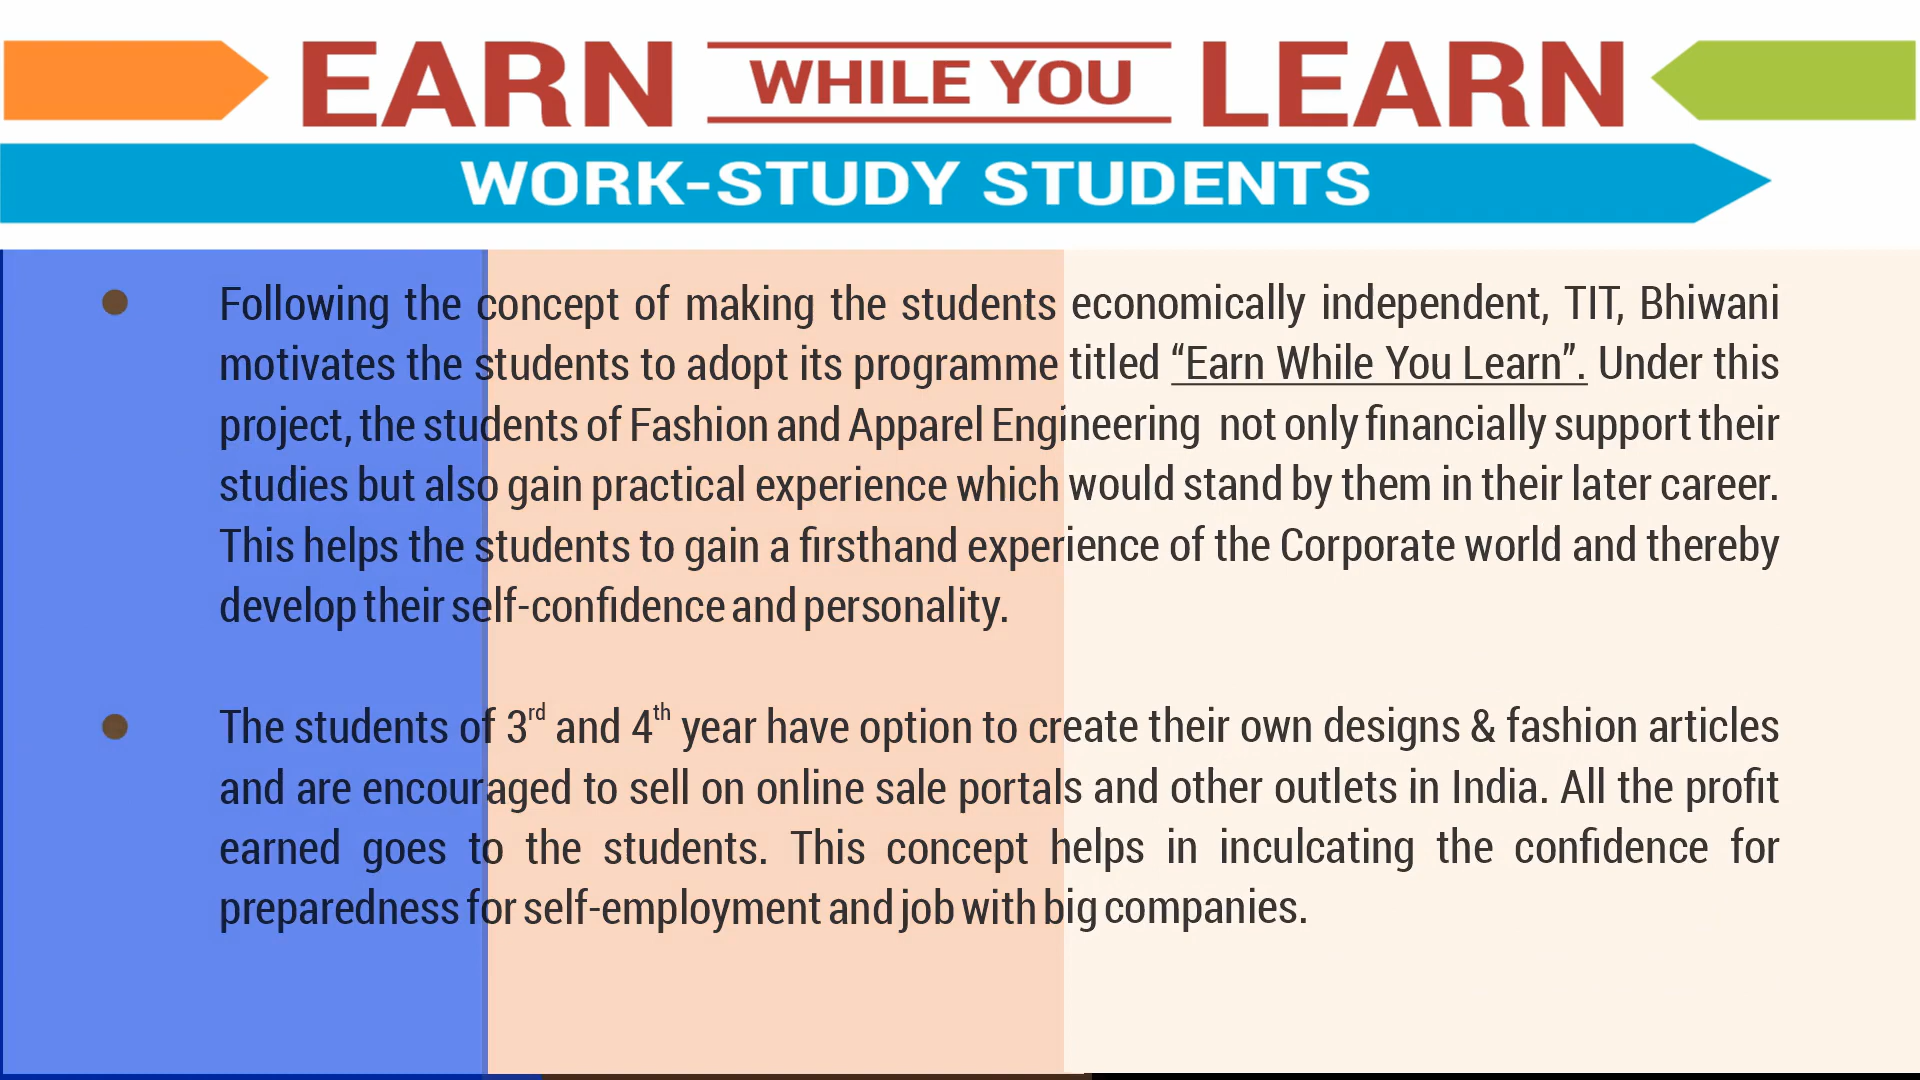 EARN WHILE YOU LEARN
WORK-STUDY STUDENTS
• Following the concept of making the students economically independent, TIT, Bhiwani
motivates the students to adopt its programme titled “Earn While You Learn”. Under this
project, the students of Fashion and Apparel Engineering not only financially support their
studies but also gain practical experience which would stand by them in their later career.
This helps the students to gain a firsthand experience of the Corporate world and thereby
develop their self-confidence and personality.
• The students of 3rd and 4th year have option to create their own designs & fashion articles
and are encouraged to sell on online sale portals and other outlets in India. All the profit
earned goes to the students. This concept helps in inculcating the confidence for
preparedness for self-employment and job with big companies.